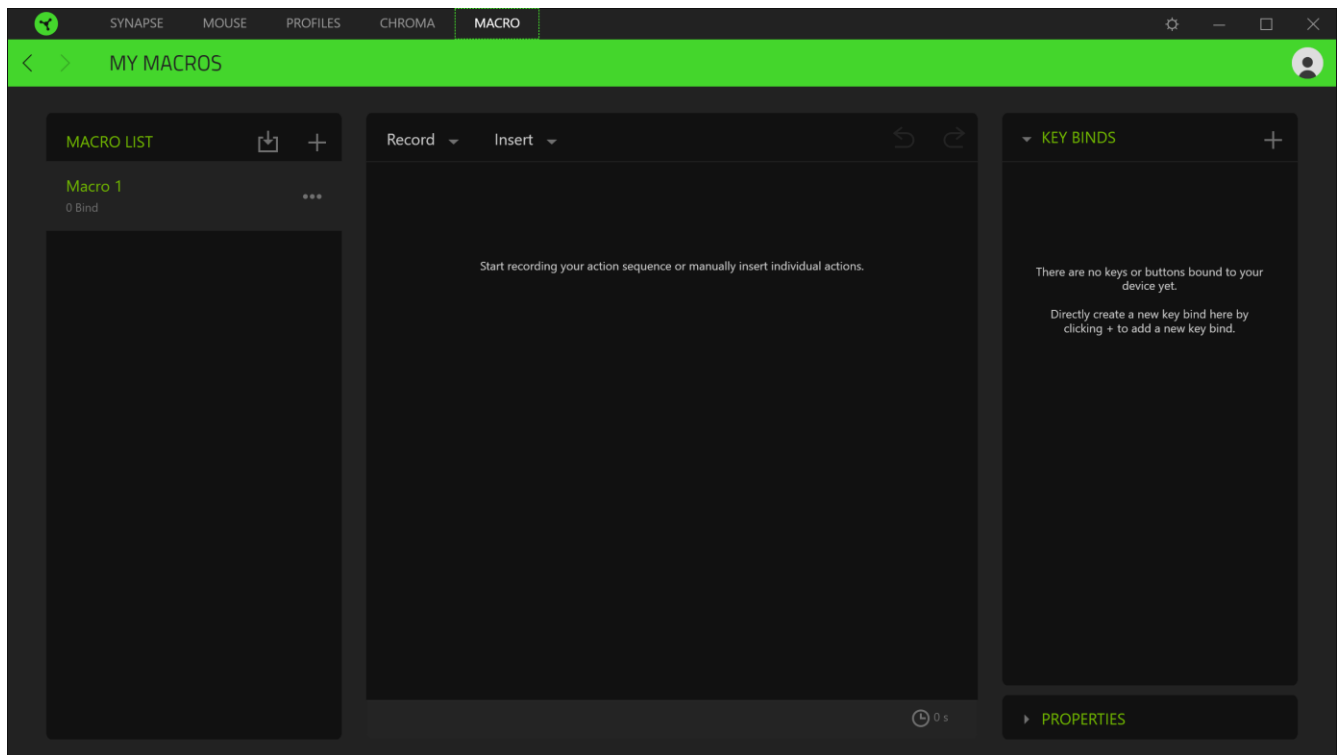 SYNAPSE MOUSE PROFILES CHROMA MACRO
MY MACROS
MACRO LIST
Macro 1
0 Bind
Record Insert
Start recording your action sequence or manually insert individual actions.
0 s
KEY BINDS
There are no keys or buttons bound to your
device yet.
Directly create a new key bind here by
clicking + to add a new key bind.
PROPERTIES